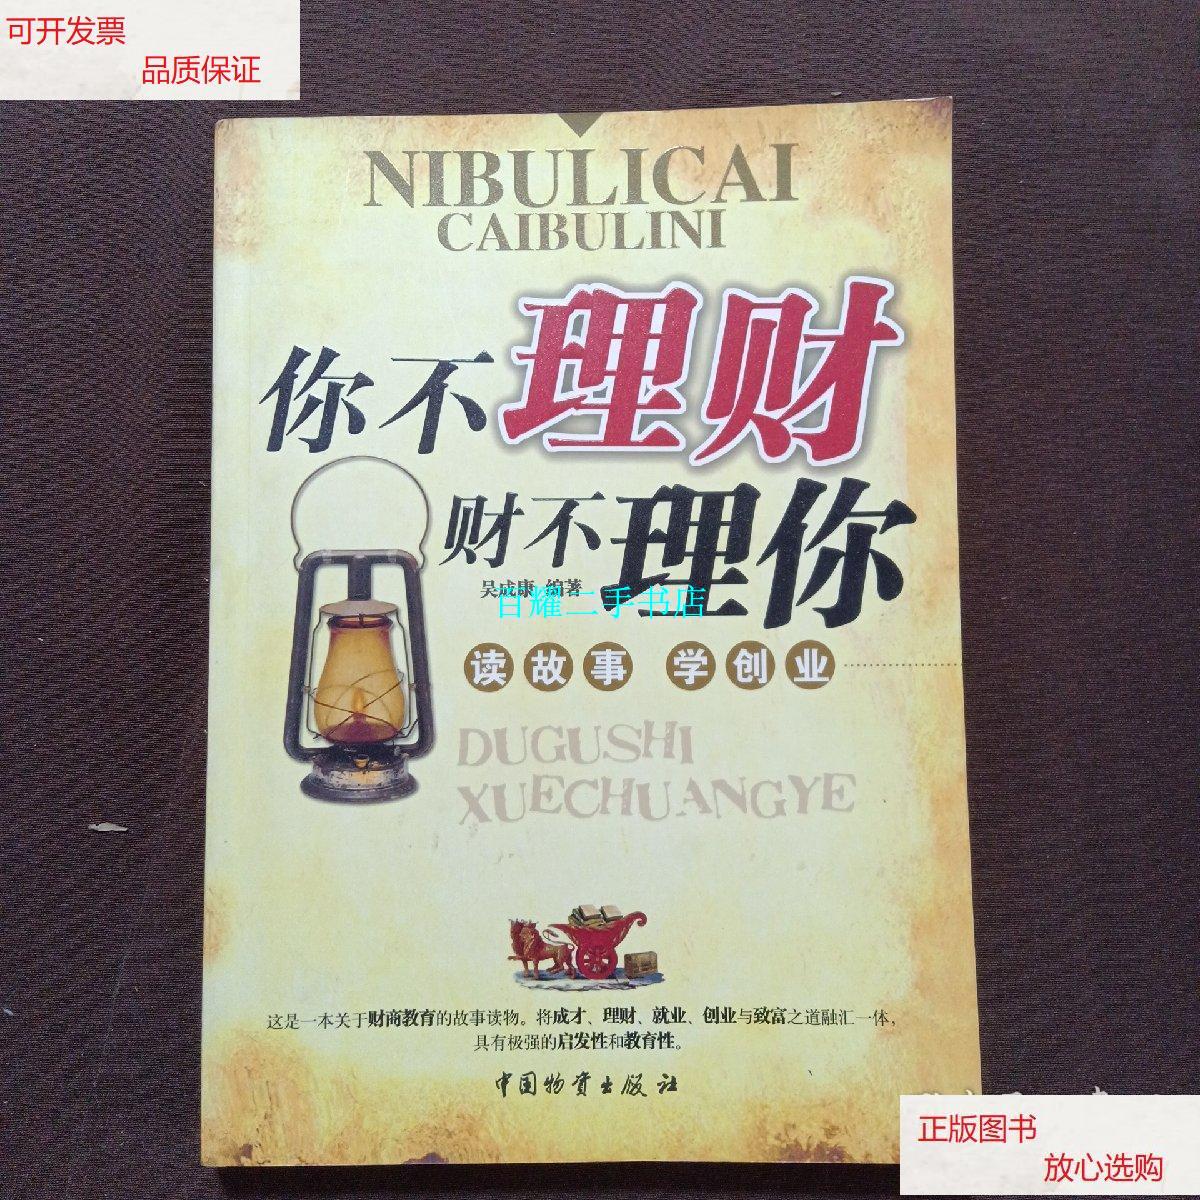 可开发票
品质保证
NIBULICAI
CAIBULINI
你不理财
财不理你
吴成康 编著
百耀二手书店
读故事 学创业
DUGUSHI
XUECHUANGYE
这是一本关于财商教育的故事读物。将成才、理财、就业、创业与致富之道融汇一体，
具有极强的启发性和教育性。
中国物资出版社
正版图书
放心选购